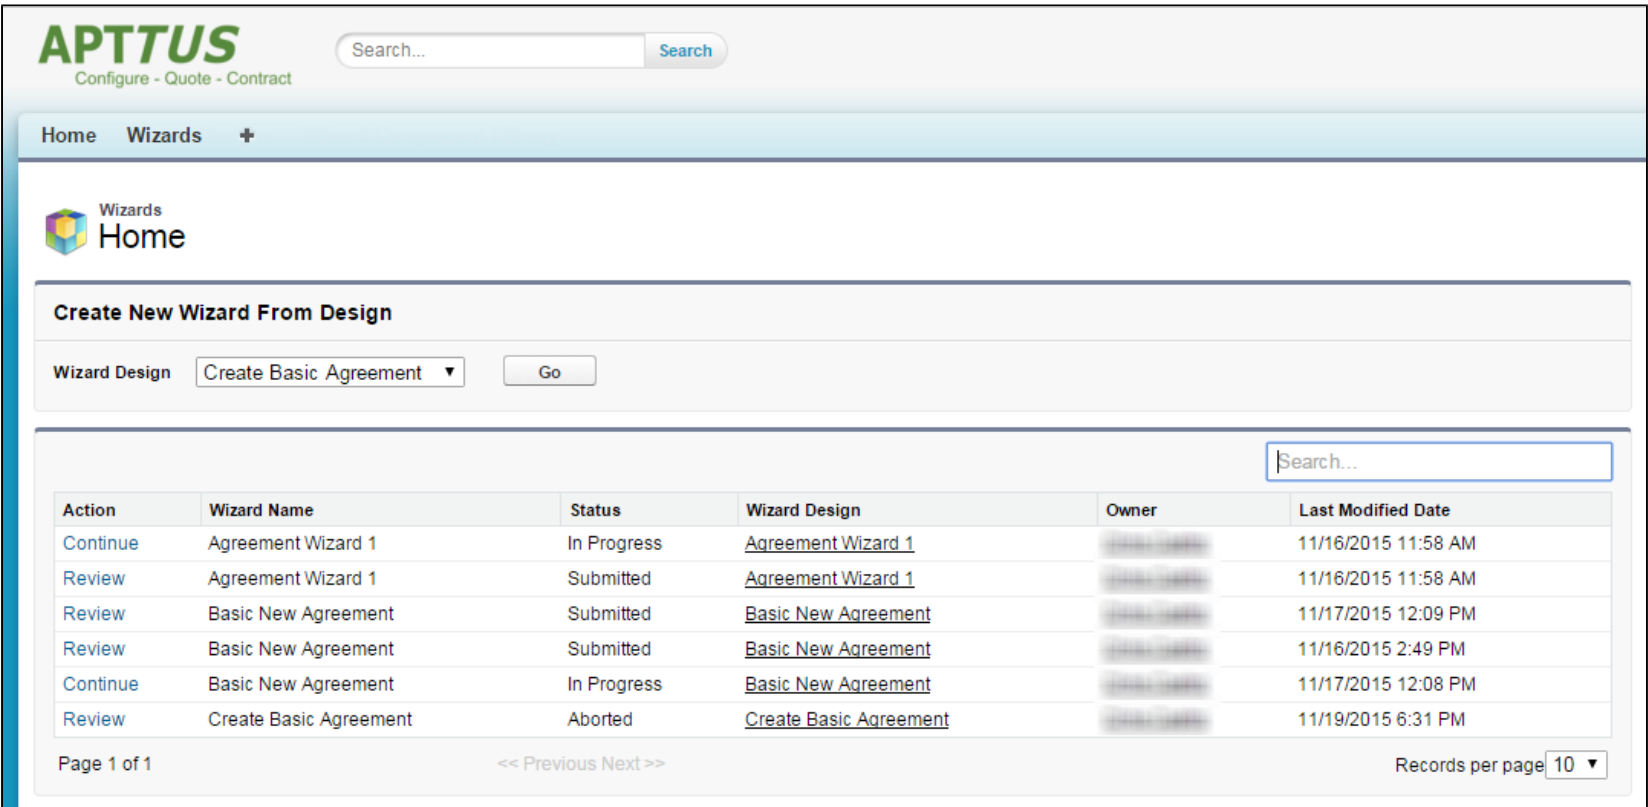 APTTUS
Configure - Quote - Contract
Search...
Search
Home Wizards +
Wizards
Home
Create New Wizard From Design
Wizard Design Create Basic Agreement Go
Search...
Action Wizard Name Status Wizard Design Owner Last Modified Date
Continue Agreement Wizard 1 In Progress Agreement Wizard 1 11/16/2015 11:58 AM
Review Agreement Wizard 1 Submitted Agreement Wizard 1 11/16/2015 11:58 AM
Review Basic New Agreement Submitted Basic New Agreement 11/17/2015 12:09 PM
Review Basic New Agreement Submitted Basic New Agreement 11/16/2015 2:49 PM
Continue Basic New Agreement In Progress Basic New Agreement 11/17/2015 12:08 PM
Review Create Basic Agreement Aborted Create Basic Agreement 11/19/2015 6:31 PM
Page 1 of 1 << Previous Next >> Records per page 10